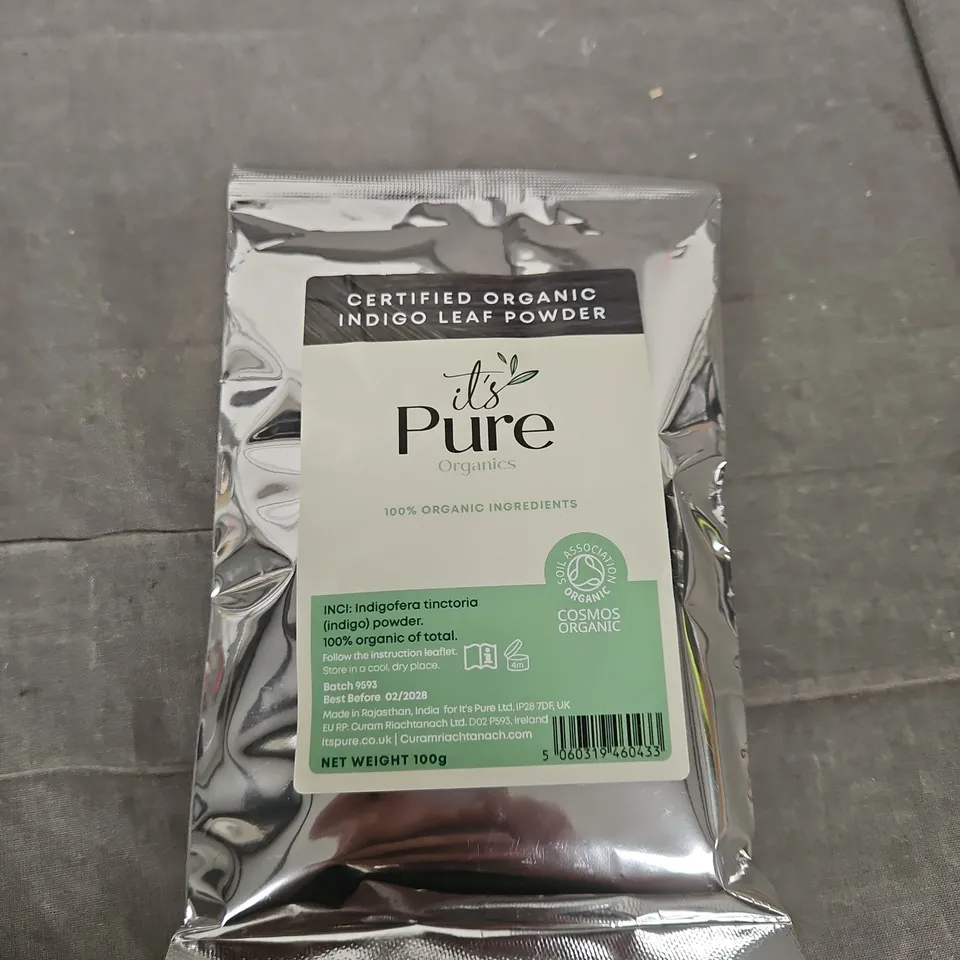 CERTIFIED ORGANIC
INDIGO LEAF POWDER
it's
Pure
Organics
100% ORGANIC INGREDIENTS
SOIL ASSOCIATION
ORGANIC
COSMOS
ORGANIC
INCI: Indigofera tinctoria
(indigo) powder.
100% organic of total.
Follow the instruction leaflet.
Store in a cool, dry place.
4m
Batch 9593
Best Before 02/2028
Made in Rajasthan, India for It's Pure Ltd. IP28 7DF, UK
EU RP: Curam Riachtanach Ltd. D02 P593, Ireland
itspure.co.uk | Curamriachtanach.com
NET WEIGHT 100g
5 060319 460433